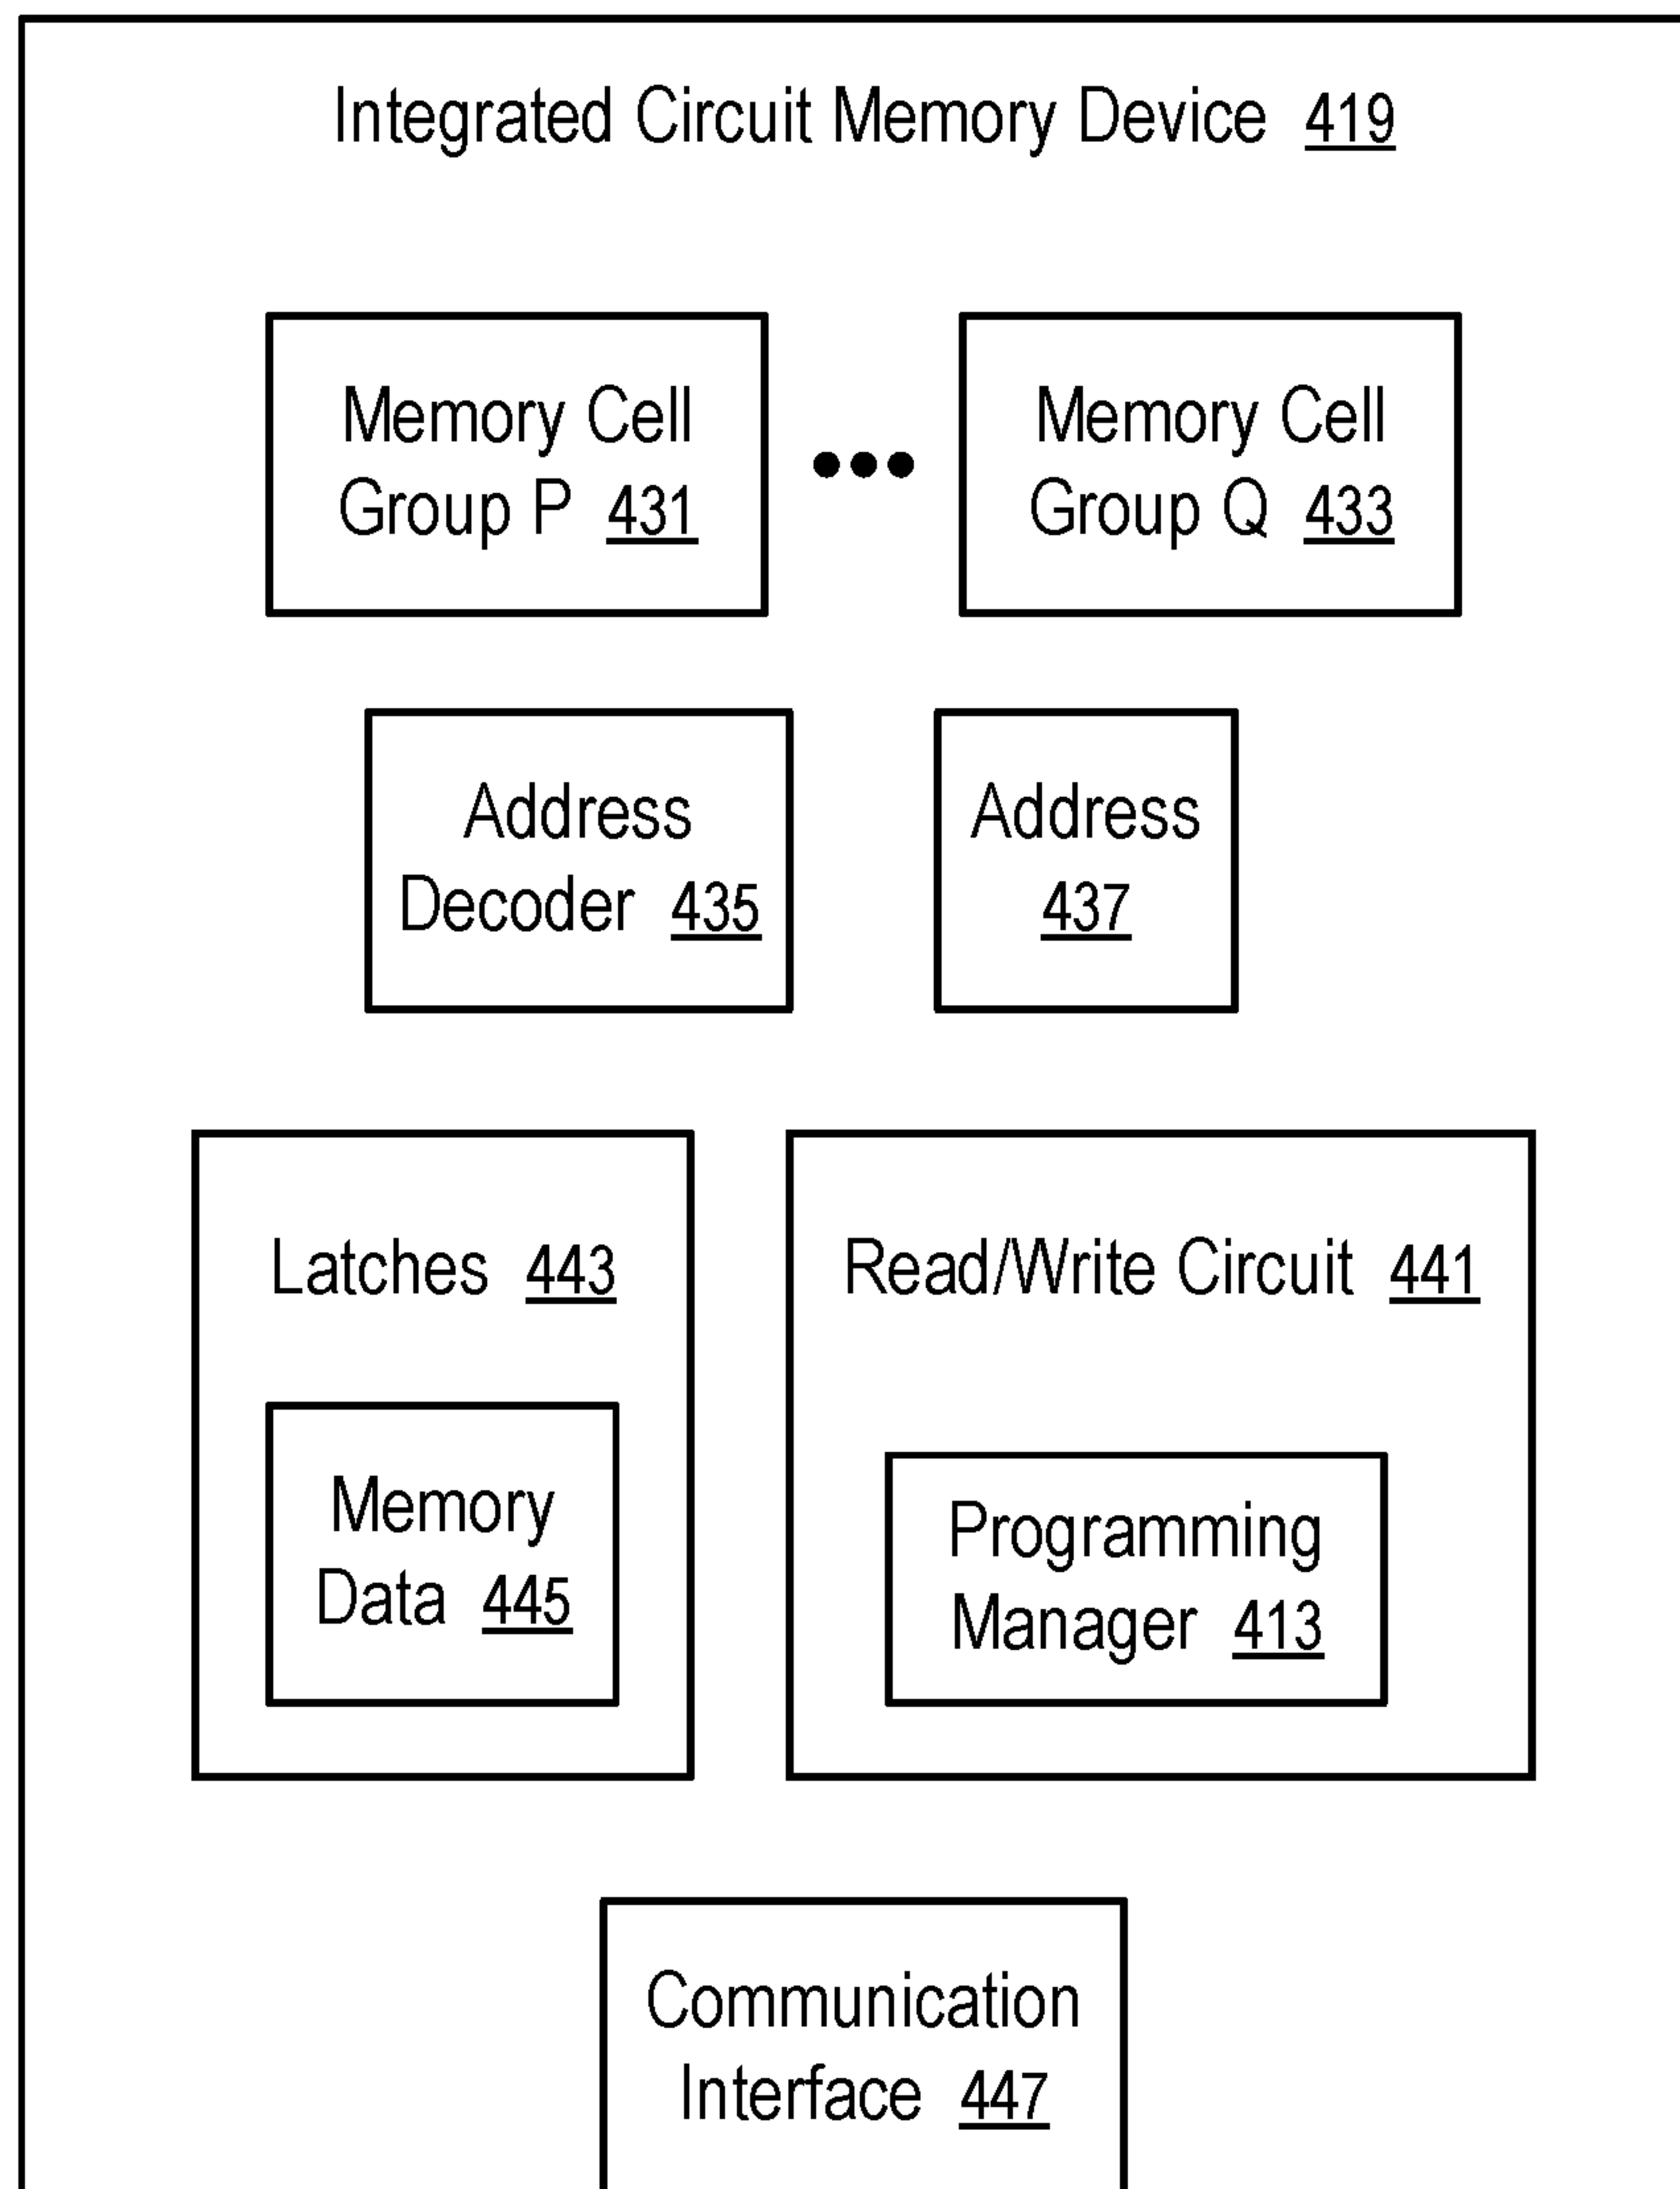 Integrated Circuit Memory Device 419
Memory Cell
Group P 431
Memory Cell
Group Q 433
Address
Decoder 435
Address
437
Latches 443
Memory
Data 445
Read/Write Circuit 441
Programming
Manager 413
Communication
Interface 447